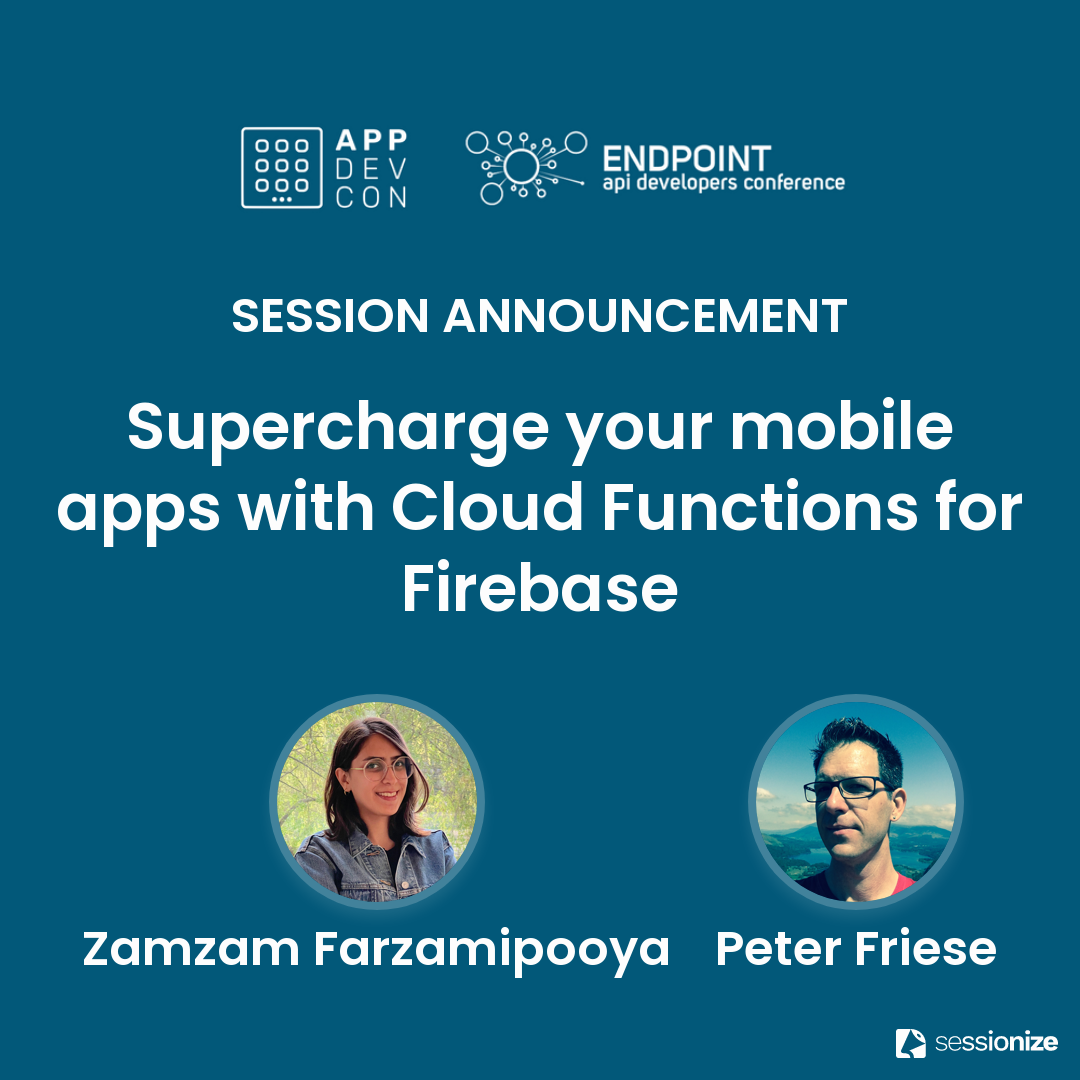 APP
DEV
CON
ENDPOINT
api developers conference
SESSION ANNOUNCEMENT
Supercharge your mobile
apps with Cloud Functions for
Firebase
Zamzam Farzamipooya
Peter Friese
sessionize